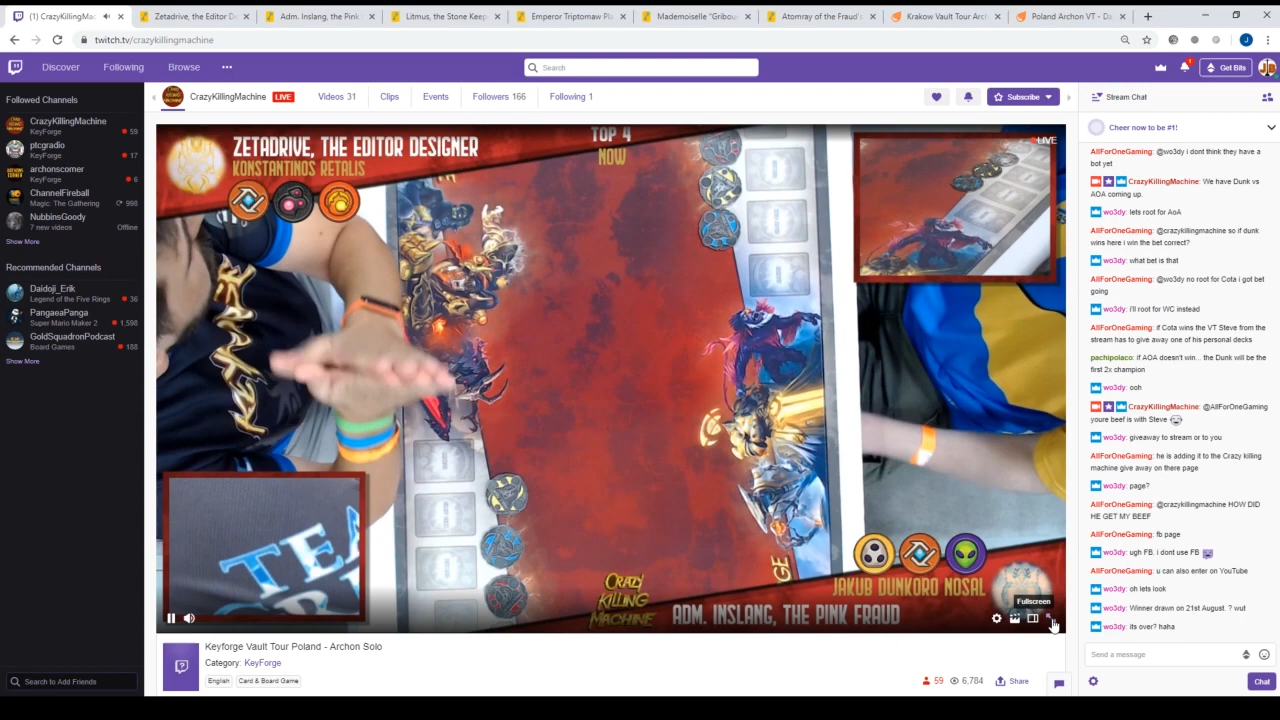 (1) CrazyKillingMac
Zetadrive, the Editor De
Adm. Inslang, the Pink
Litmus, the Stone Keep
Emperor Triptomaw Pla
Mademoiselle "Gribou
Atomray of the Fraud's
Krakow Vault Tour Arch
Poland Archon VT - Da
twitch.tv/crazykillingmachine
Discover
Following
Browse
Search
Get Bits
Followed Channels
CrazyKillingMachine
KeyForge
59
ptcgradio
KeyForge
17
archonscorner
KeyForge
6
ChannelFireball
Magic: The Gathering
998
NubbinsGoody
7 new videos
Offline
Show More
Recommended Channels
Daidoji_Erik
Legend of the Five Rings
36
PangaeaPanga
Super Mario Maker 2
1,598
GoldSquadronPodcast
Board Games
188
Show More
Search to Add Friends
CrazyKillingMachine
LIVE
Videos 31
Clips
Events
Followers 166
Following 1
Subscribe
ZETADRIVE, THE EDITOR DESIGNER
KONSTANTINOS RETALIS
TOP 4
NOW
LIVE
TEA
CRAZY
KILLING
MACHINE
JAKUB DUNKORO NOSAL
ADM. INSLANG, THE PINK FRAUD
Fullscreen
Keyforge Vault Tour Poland - Archon Solo
Category: KeyForge
English
Card & Board Game
59
6,784
Share
Stream Chat
Cheer now to be #1!
AllForOneGaming: @wo3dy i dont think they have a
bot yet
CrazyKillingMachine: We have Dunk vs
AOA coming up.
wo3dy: lets root for AoA
AllForOneGaming: @crazykillingmachine so if dunk
wins here i win the bet correct?
wo3dy: what bet is that
AllForOneGaming: @wo3dy no root for Cota i got bet
going
wo3dy: i'll root for WC instead
AllForOneGaming: if Cota wins the VT Steve from the
stream has to give away one of his personal decks
pachipolaco: if AOA doesn't win... the Dunk will be the
first 2x champion
wo3dy: ooh
CrazyKillingMachine: @AllForOneGaming
youre beef is with Steve
wo3dy: giveaway to stream or to you
AllForOneGaming: he is adding it to the Crazy killing
machine give away on there page
wo3dy: page?
AllForOneGaming: @crazykillingmachine HOW DID
HE GET MY BEEF
AllForOneGaming: fb page
wo3dy: ugh FB. i dont use FB
AllForOneGaming: u can also enter on YouTube
wo3dy: oh lets look
wo3dy: Winner drawn on 21st August. ? wut
wo3dy: its over? haha
Send a message
Chat